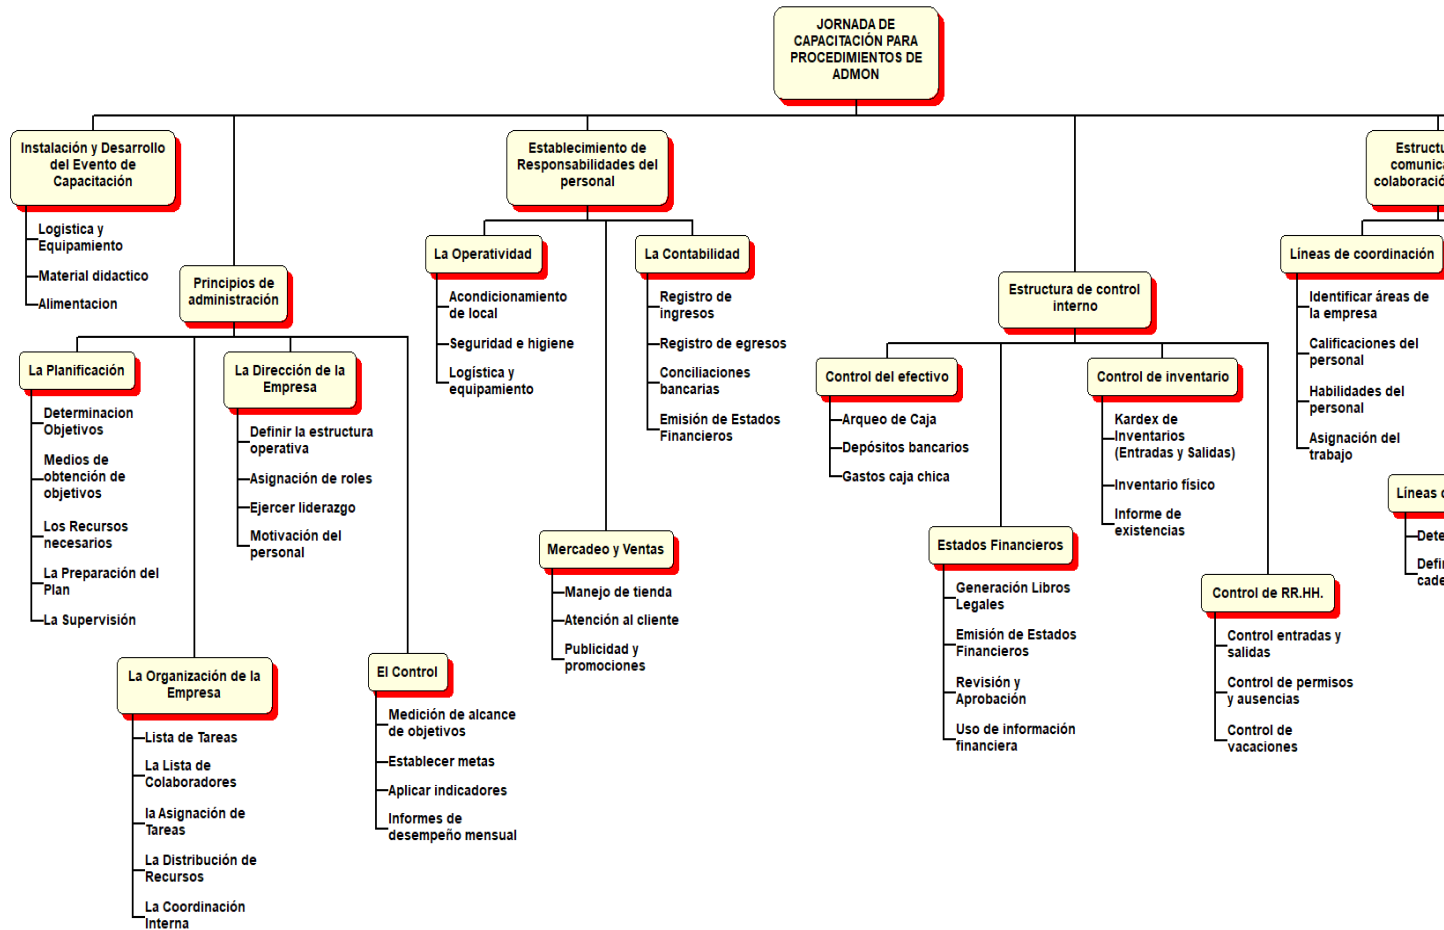 JORNADA DE
CAPACITACIÓN PARA
PROCEDIMIENTOS DE
ADMON
Instalación y Desarrollo
del Evento de
Capacitación
Logistica y
Equipamiento
Material didactico
Alimentacion
Principios de
administración
La Planificación
Determinacion
Objetivos
Medios de
obtención de
objetivos
Los Recursos
necesarios
La Preparación del
Plan
La Supervisión
La Organización de la
Empresa
Lista de Tareas
La Lista de
Colaboradores
la Asignación de
Tareas
La Distribución de
Recursos
La Coordinación
Interna
La Dirección de la
Empresa
Definir la estructura
operativa
Asignación de roles
Ejercer liderazgo
Motivación del
personal
El Control
Medición de alcance
de objetivos
Establecer metas
Aplicar indicadores
Informes de
desempeño mensual
Establecimiento de
Responsabilidades del
personal
La Operatividad
Acondicionamiento
de local
Seguridad e higiene
Logística y
equipamiento
Mercadeo y Ventas
Manejo de tienda
Atención al cliente
Publicidad y
promociones
La Contabilidad
Registro de
ingresos
Registro de egresos
Conciliaciones
bancarias
Emisión de Estados
Financieros
Estructura de control
interno
Control del efectivo
Arqueo de Caja
Depósitos bancarios
Gastos caja chica
Estados Financieros
Generación Libros
Legales
Emisión de Estados
Financieros
Revisión y
Aprobación
Uso de información
financiera
Control de inventario
Kardex de
Inventarios
(Entradas y Salidas)
Inventario físico
Informe de
existencias
Control de RR.HH.
Control entradas y
salidas
Control de permisos
y ausencias
Control de
vacaciones
colaboración
Líneas de coordinación
Identificar áreas de
la empresa
Calificaciones del
personal
Habilidades del
personal
Asignación del
trabajo
Líneas